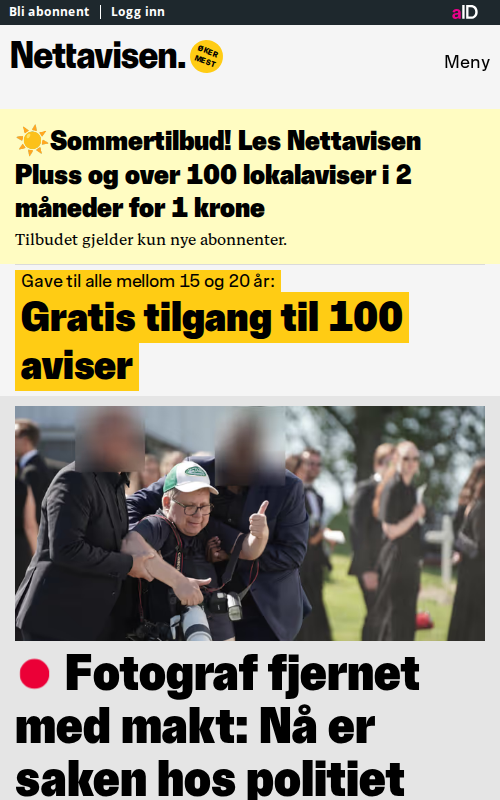 Bli abonnent
Logg inn
aID
Nettavisen.
ØKER
MEST
Meny
Sommertilbud! Les Nettavisen
Pluss og over 100 lokalaviser i 2
måneder for 1 krone
Tilbudet gjelder kun nye abonnenter.
Gave til alle mellom 15 og 20 år:
Gratis tilgang til 100
aviser
Fotograf fjernet
med makt: Nå er
saken hos politiet